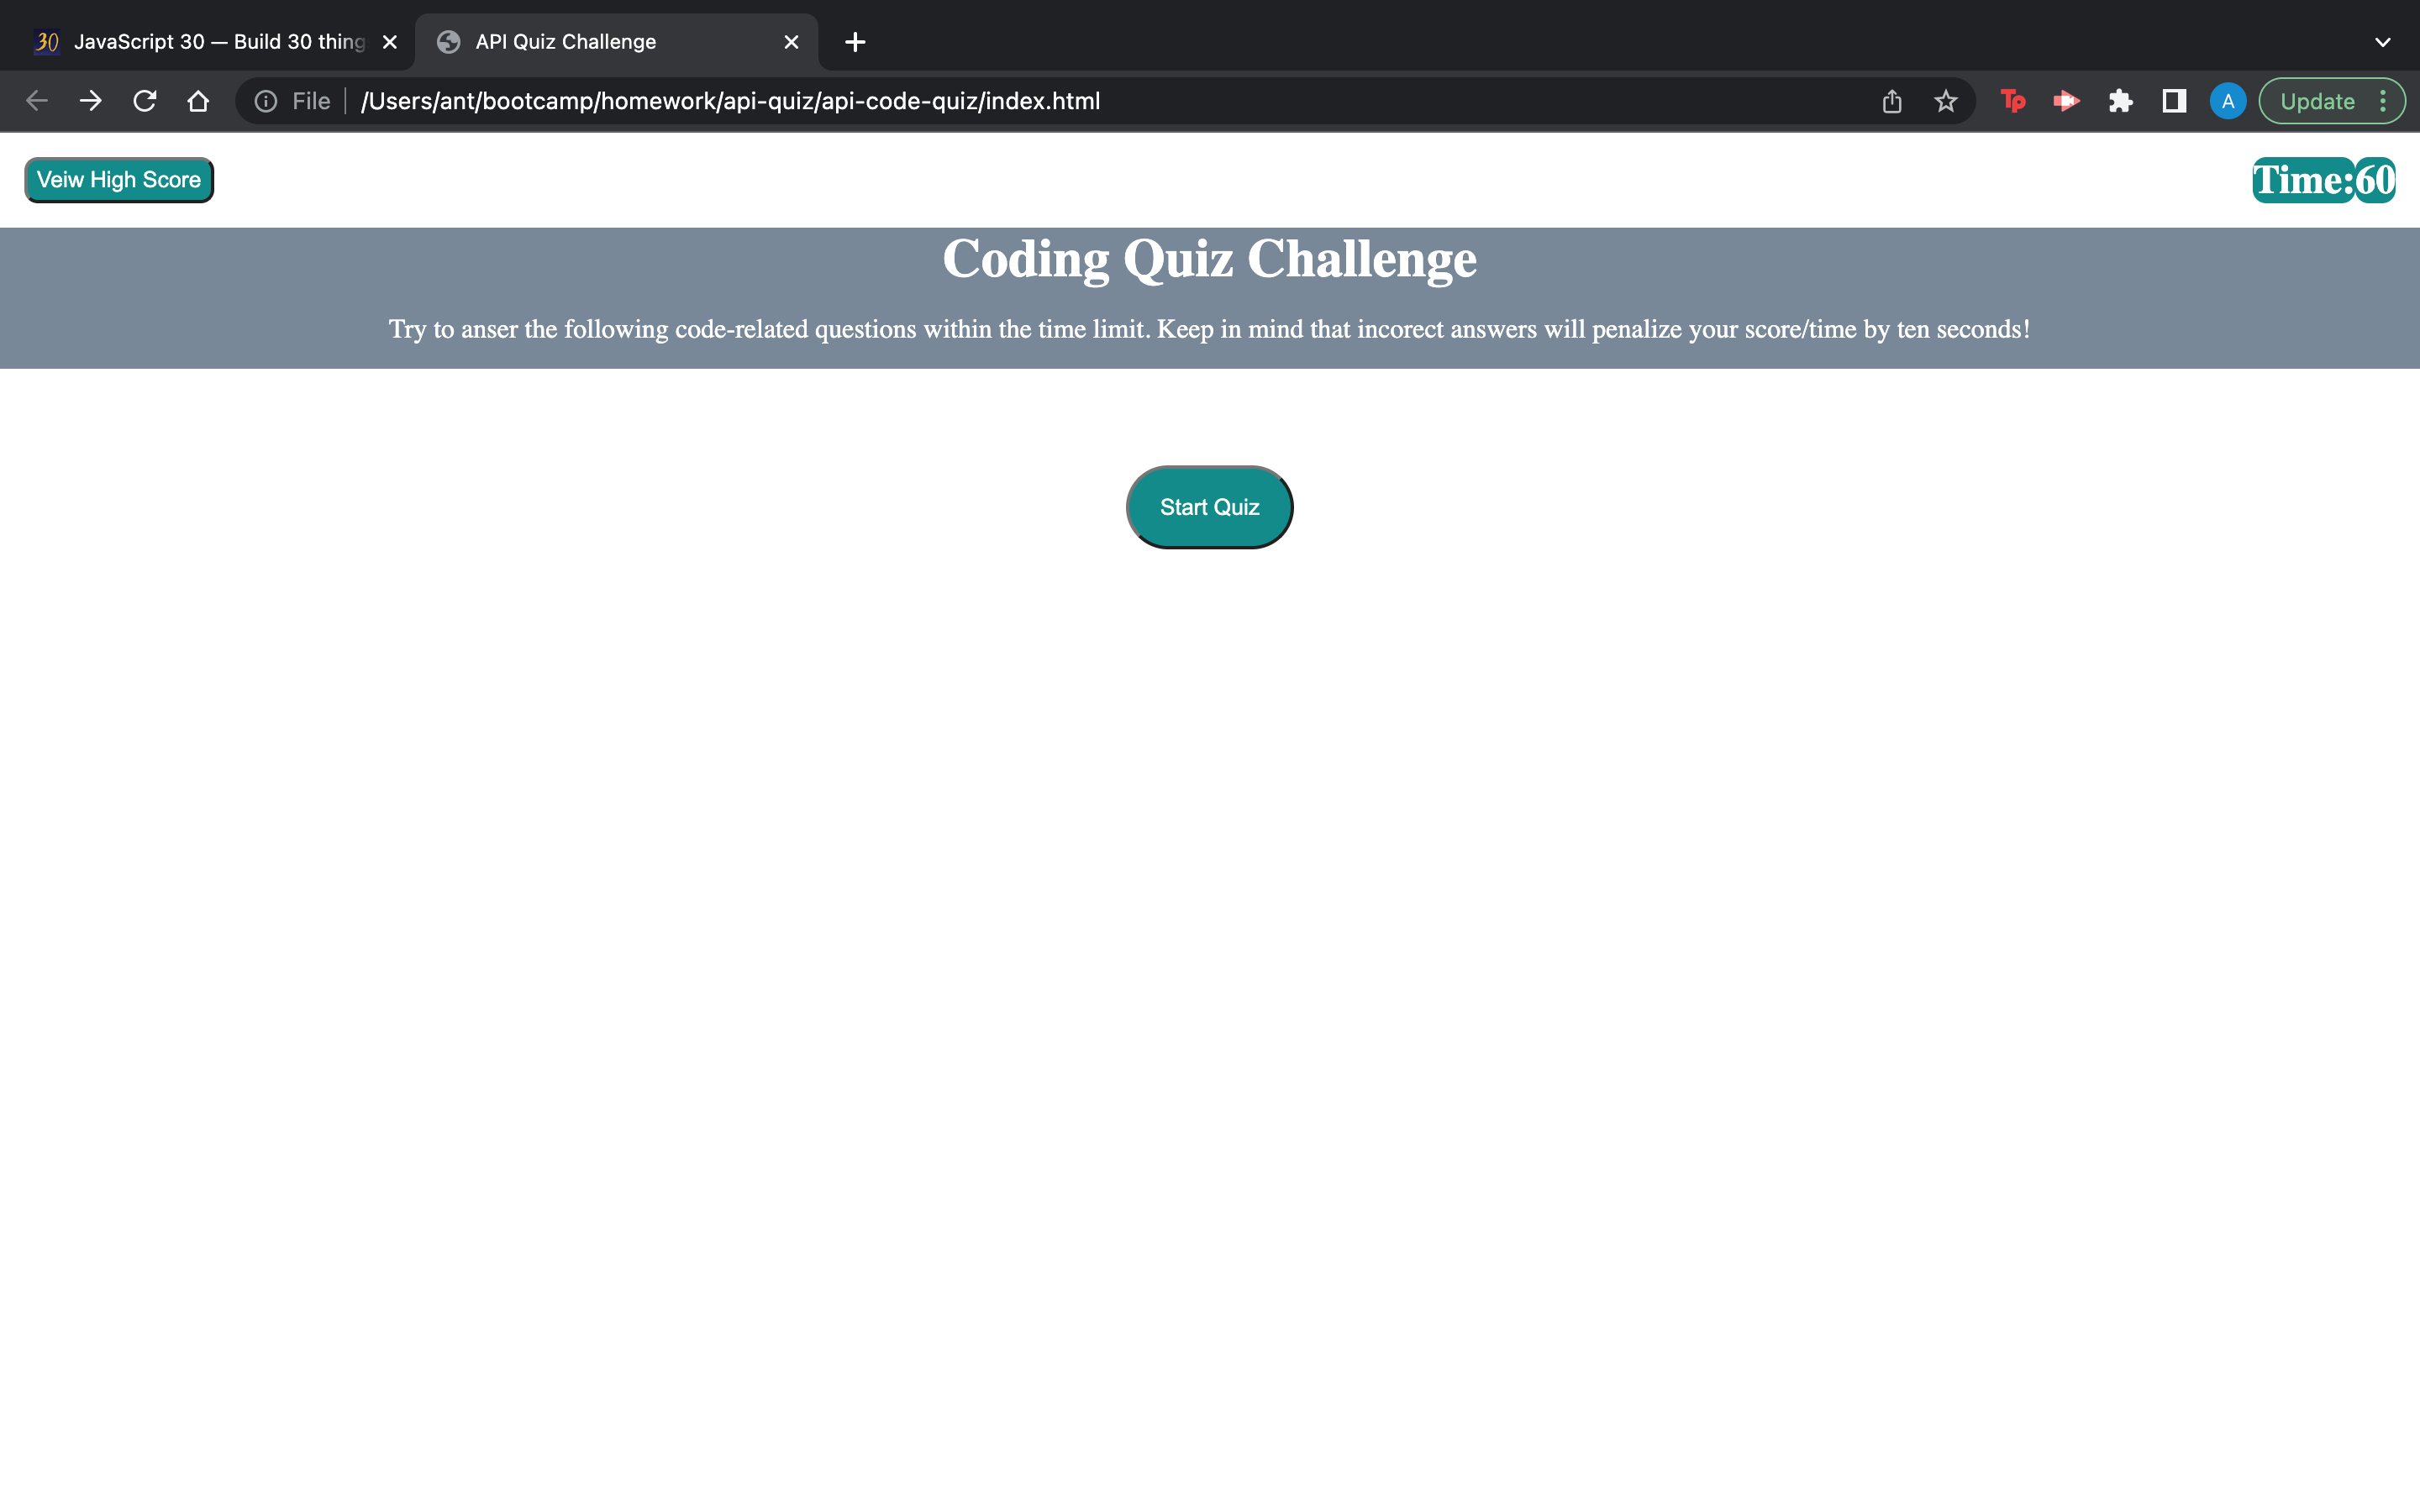 30 JavaScript 30 — Build 30 thing
API Quiz Challenge
File /Users/ant/bootcamp/homework/api-quiz/api-code-quiz/index.html
Tp
A
Update
Veiw High Score
Time:60
Coding Quiz Challenge
Try to anser the following code-related questions within the time limit. Keep in mind that incorect answers will penalize your score/time by ten seconds!
Start Quiz